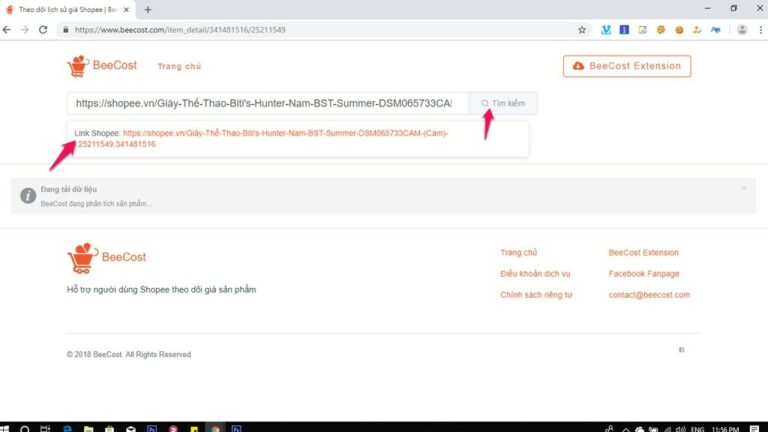 Theo dõi lịch sử giá Shopee | Bee
https://www.beecost.com/item_detail/341481516/25211549
BeeCost
Trang chủ
BeeCost Extension
https://shopee.vn/Giày-Thể-Thao-Biti's-Hunter-Nam-BST-Summer-DSM065733CAM
Tìm kiếm
Link Shopee: https://shopee.vn/Giày-Thể-Thao-Biti's-Hunter-Nam-BST-Summer-DSM065733CAM-(Cam)-
25211549.341481516
Đang tải dữ liệu
BeeCost đang phân tích sản phẩm...
BeeCost
Hỗ trợ người dùng Shopee theo dõi giá sản phẩm
Trang chủ
Điều khoản dịch vụ
Chính sách riêng tư
BeeCost Extension
Facebook Fanpage
contact@beecost.com
© 2018 BeeCost. All Rights Reserved
ENG
11:56 PM